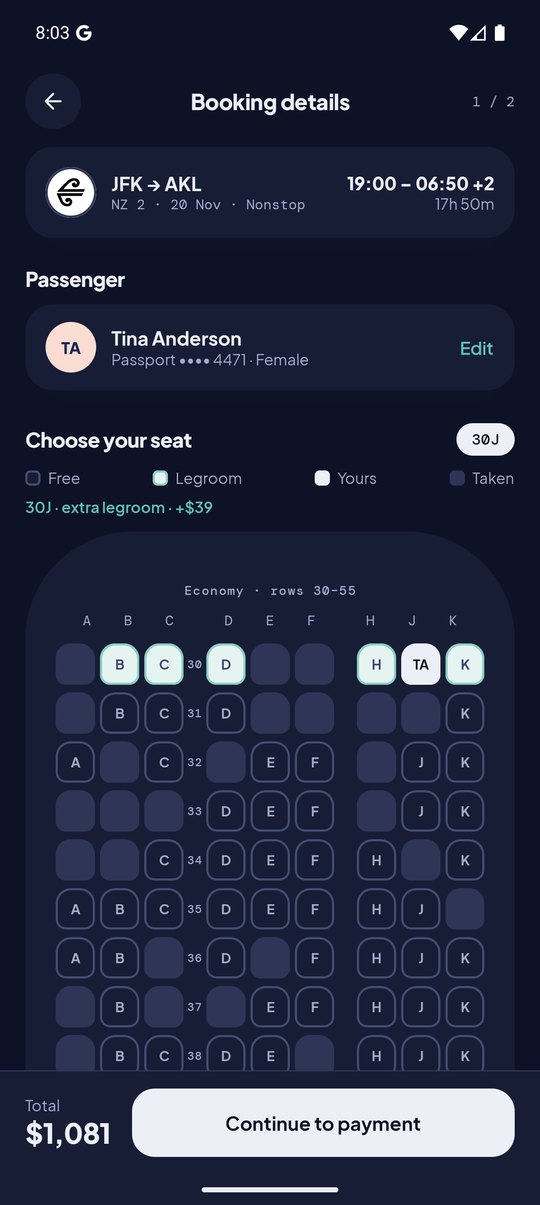 8:03
Booking details
1 / 2
JFK → AKL
19:00 – 06:50 +2
NZ 2 · 20 Nov · Nonstop
17h 50m
Passenger
TA
Tina Anderson
Passport •••• 4471 · Female
Edit
Choose your seat
30J
Free
Legroom
Yours
Taken
30J · extra legroom · +$39
Economy · rows 30–55
A B C D E F H J K
B C 30 D H TA K
B C 31 D K
A C 32 E F J K
33 D E F J K
C 34 D E F H K
A B C 35 D E F H J
A B 36 D F H J K
B 37 E F H J K
B C 38 D E H J K
Total
$1,081
Continue to payment